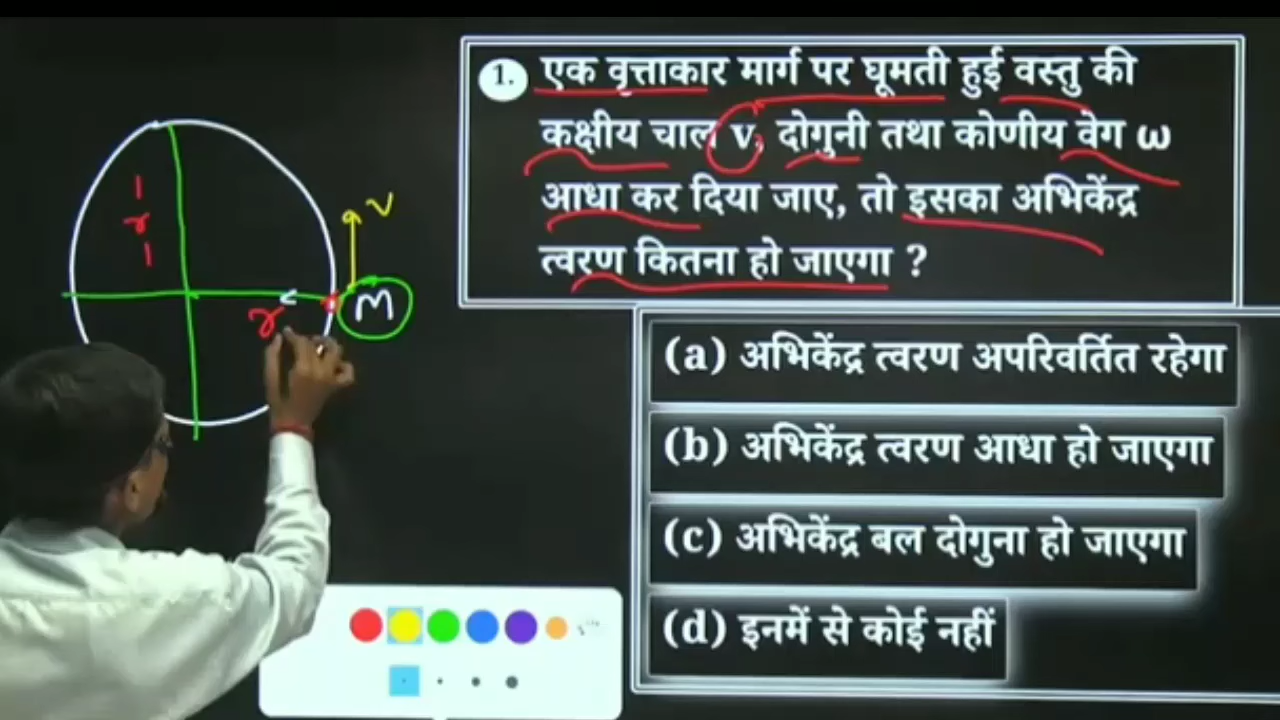 1. एक वृत्ताकार मार्ग पर घूमती हुई वस्तु की
कक्षीय चाल v, दोगुनी तथा कोणीय वेग ω
आधा कर दिया जाए, तो इसका अभिकेंद्र
त्वरण कितना हो जाएगा ?
(a) अभिकेंद्र त्वरण अपरिवर्तित रहेगा
(b) अभिकेंद्र त्वरण आधा हो जाएगा
(c) अभिकेंद्र बल दोगुना हो जाएगा
(d) इनमें से कोई नहीं
r
v
r
M